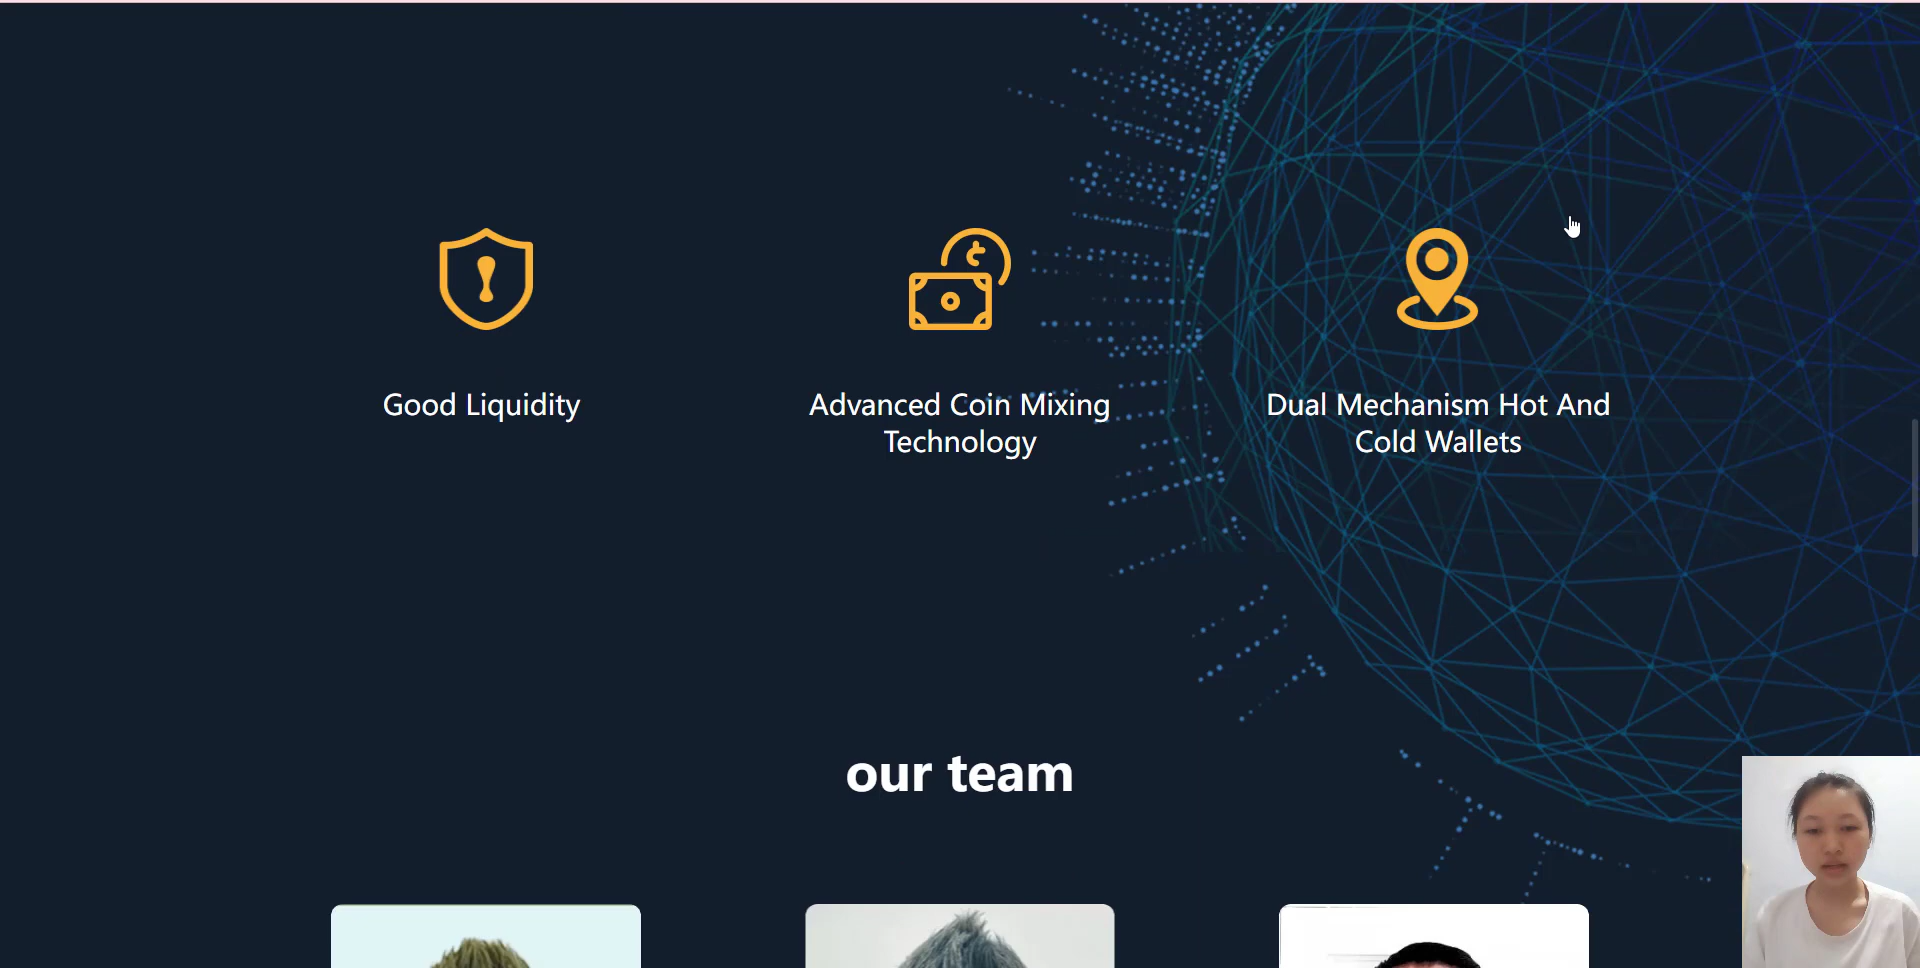 Good Liquidity
Advanced Coin Mixing
Technology
Dual Mechanism Hot And
Cold Wallets
our team